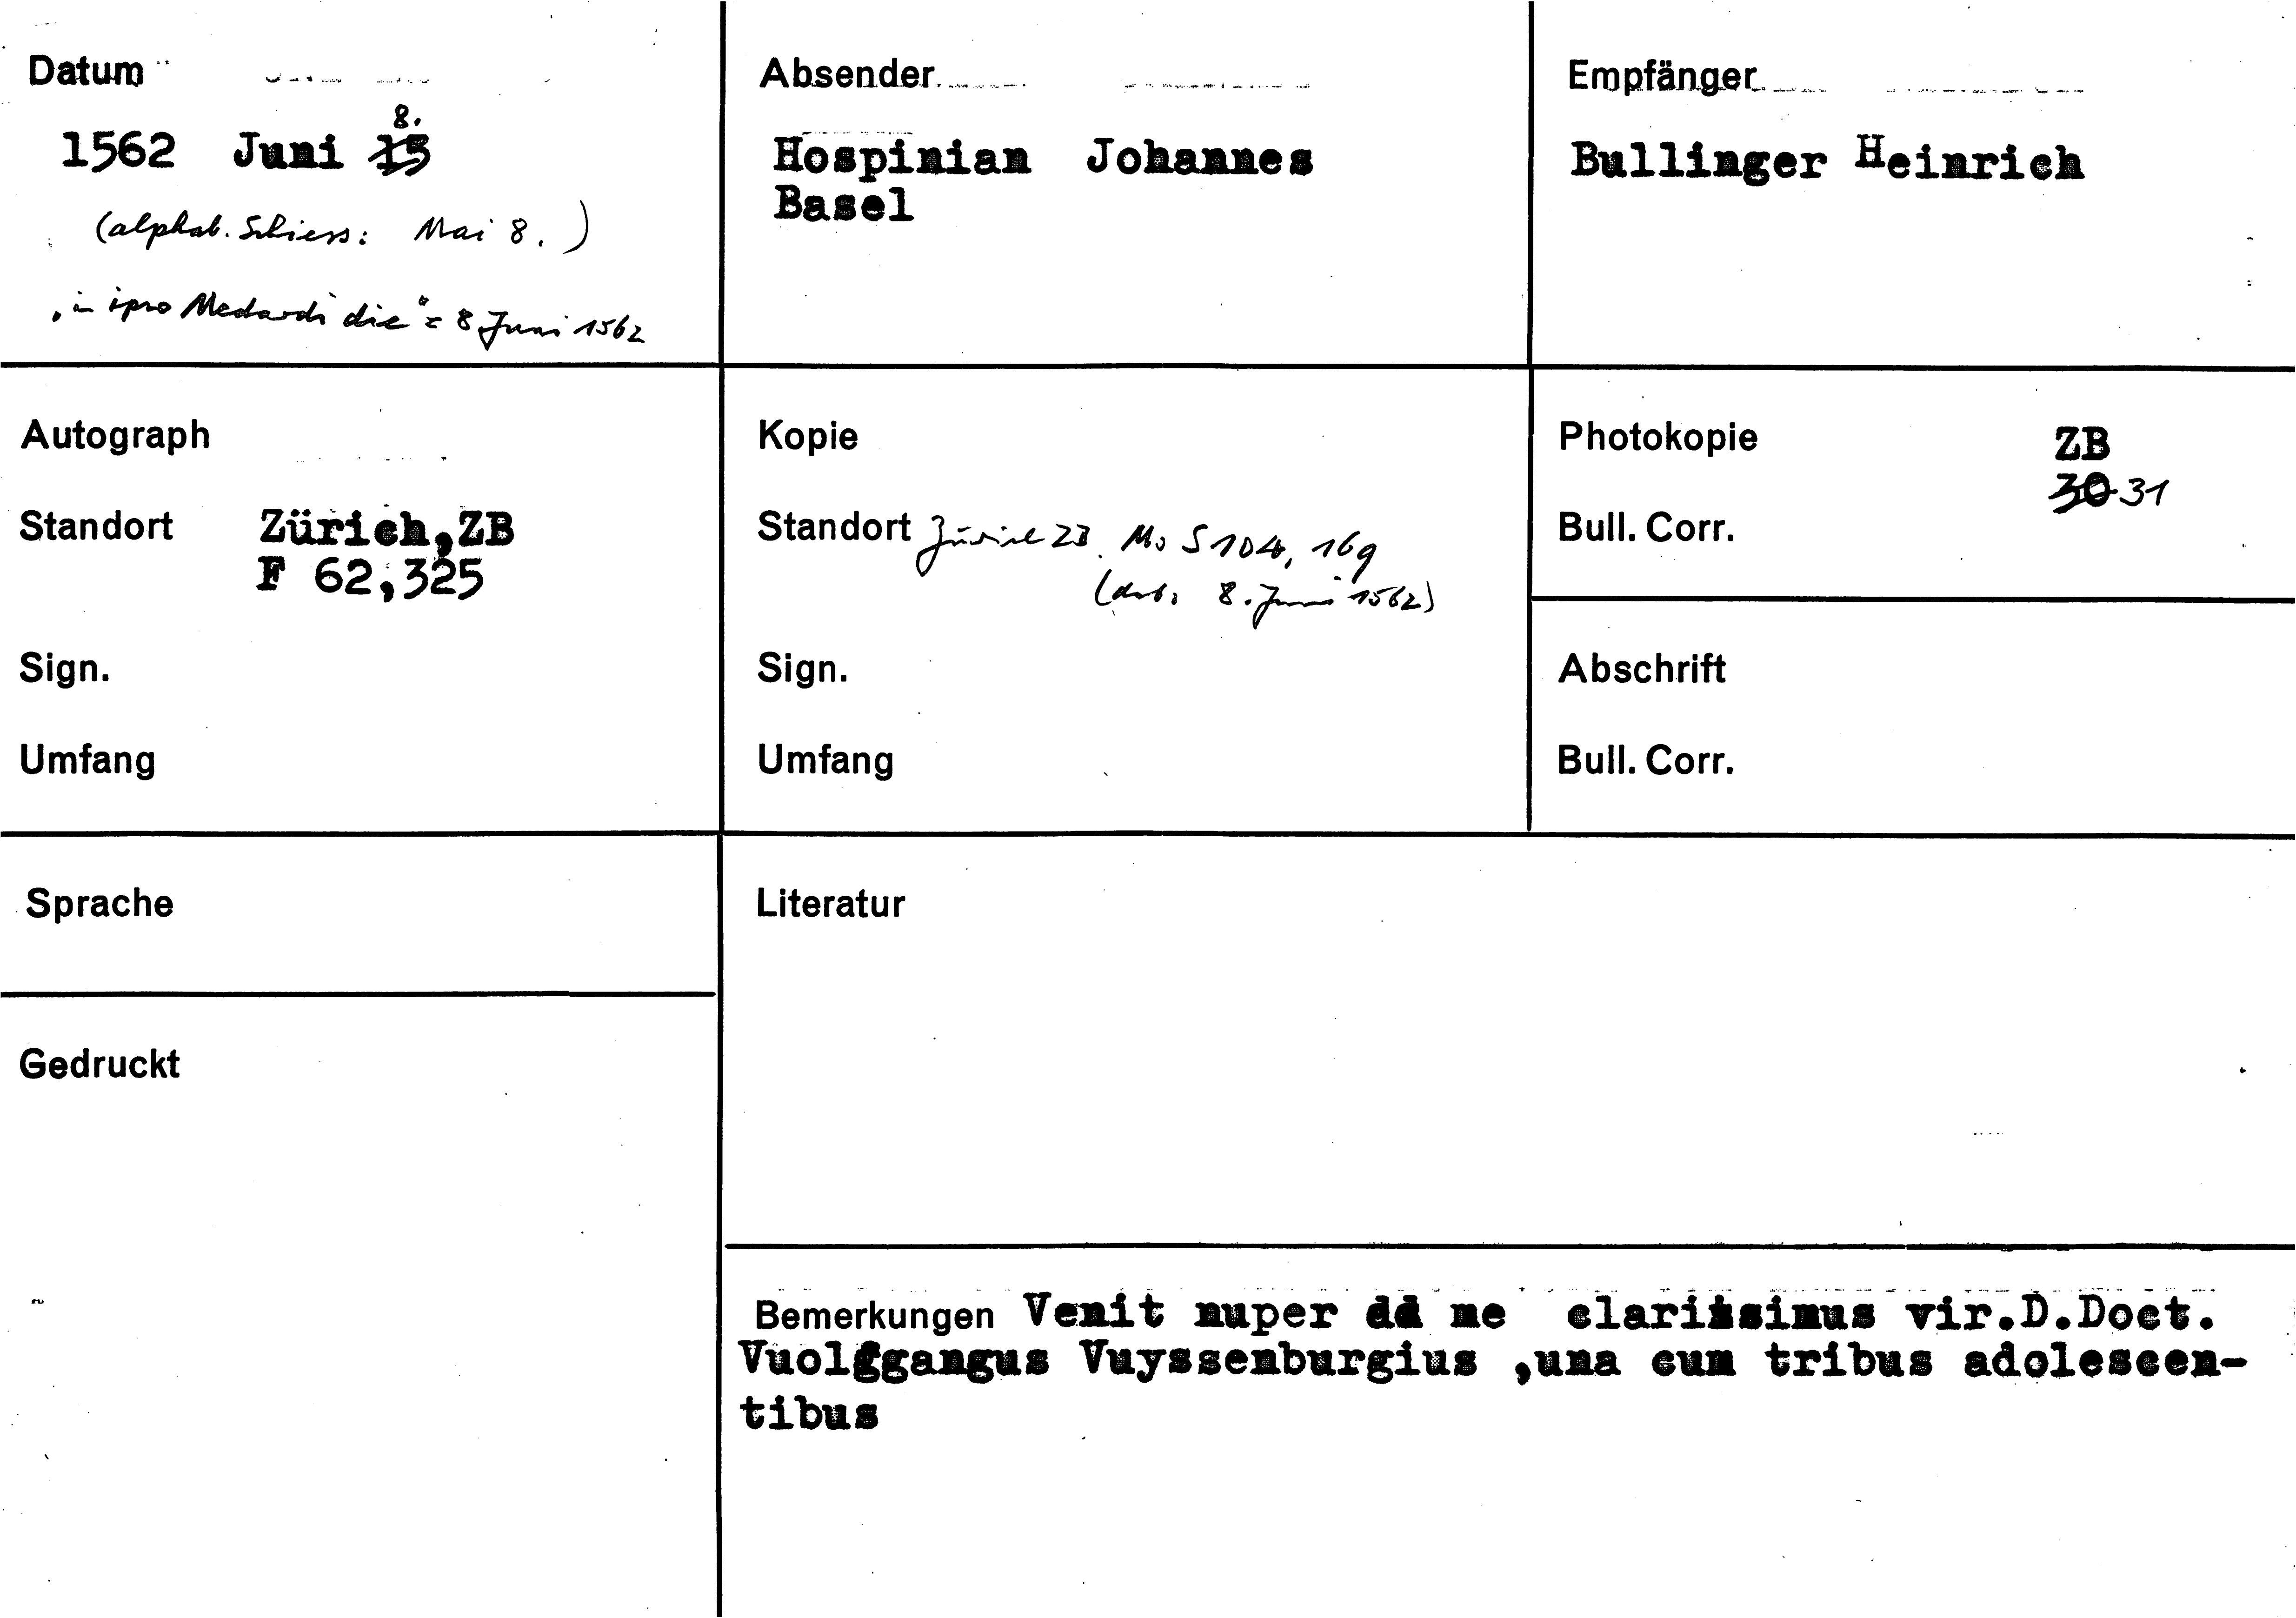 Datum
8.
1562 Juni 15
(alphab. Schiess: Mai 8.)
"in ipso Medardi die" = 8 Juni 1562
Absender
Hospinian Johannes
Basel
Empfänger
Bullinger Heinrich
Autograph
Standort Zürich,ZB
F 62,325
Sign.
Umfang
Kopie
Standort Zürich ZB. Ms S 104, 169
(dat. 8. Juni 1562)
Sign.
Umfang
Photokopie ZB
30 31
Bull. Corr.
Abschrift
Bull. Corr.
Sprache
Gedruckt
Literatur
Bemerkungen Venit nuper ad me clarissimus vir.D.Doct.
Vuolfgangus Vuyssenburgius ,una cum tribus adolescen-
tibus